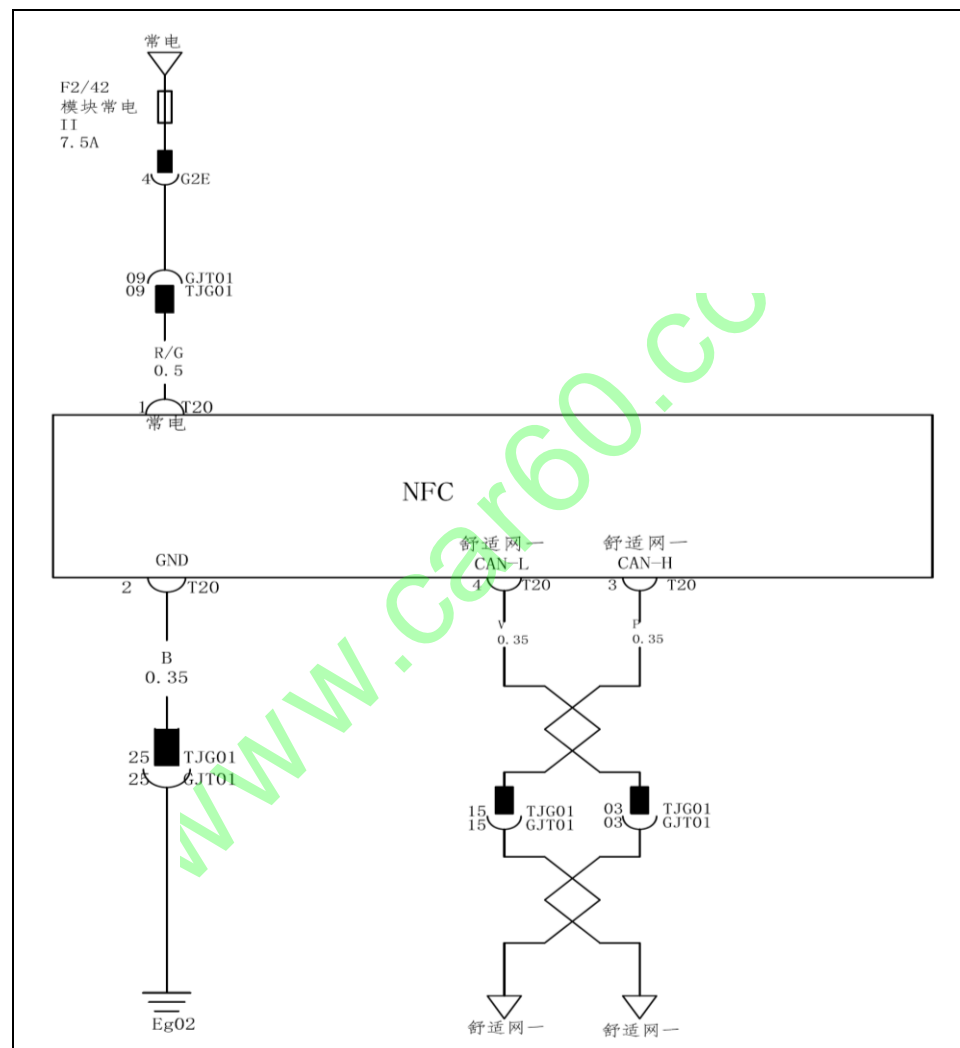 常电
F2/42
模块常电
II
7.5A
4 G2E
09 GJT01
09 TJG01
R/G
0.5
1 T20
常电
NFC
舒适网一 舒适网一
GND CAN-L CAN-H
2 T20 4 T20 3 T20
V P
0.35 0.35
B
0.35
25 TJG01
25 GJT01
15 TJG01 03 TJG01
15 GJT01 03 GJT01
Eg02
舒适网一 舒适网一
www.car60.co